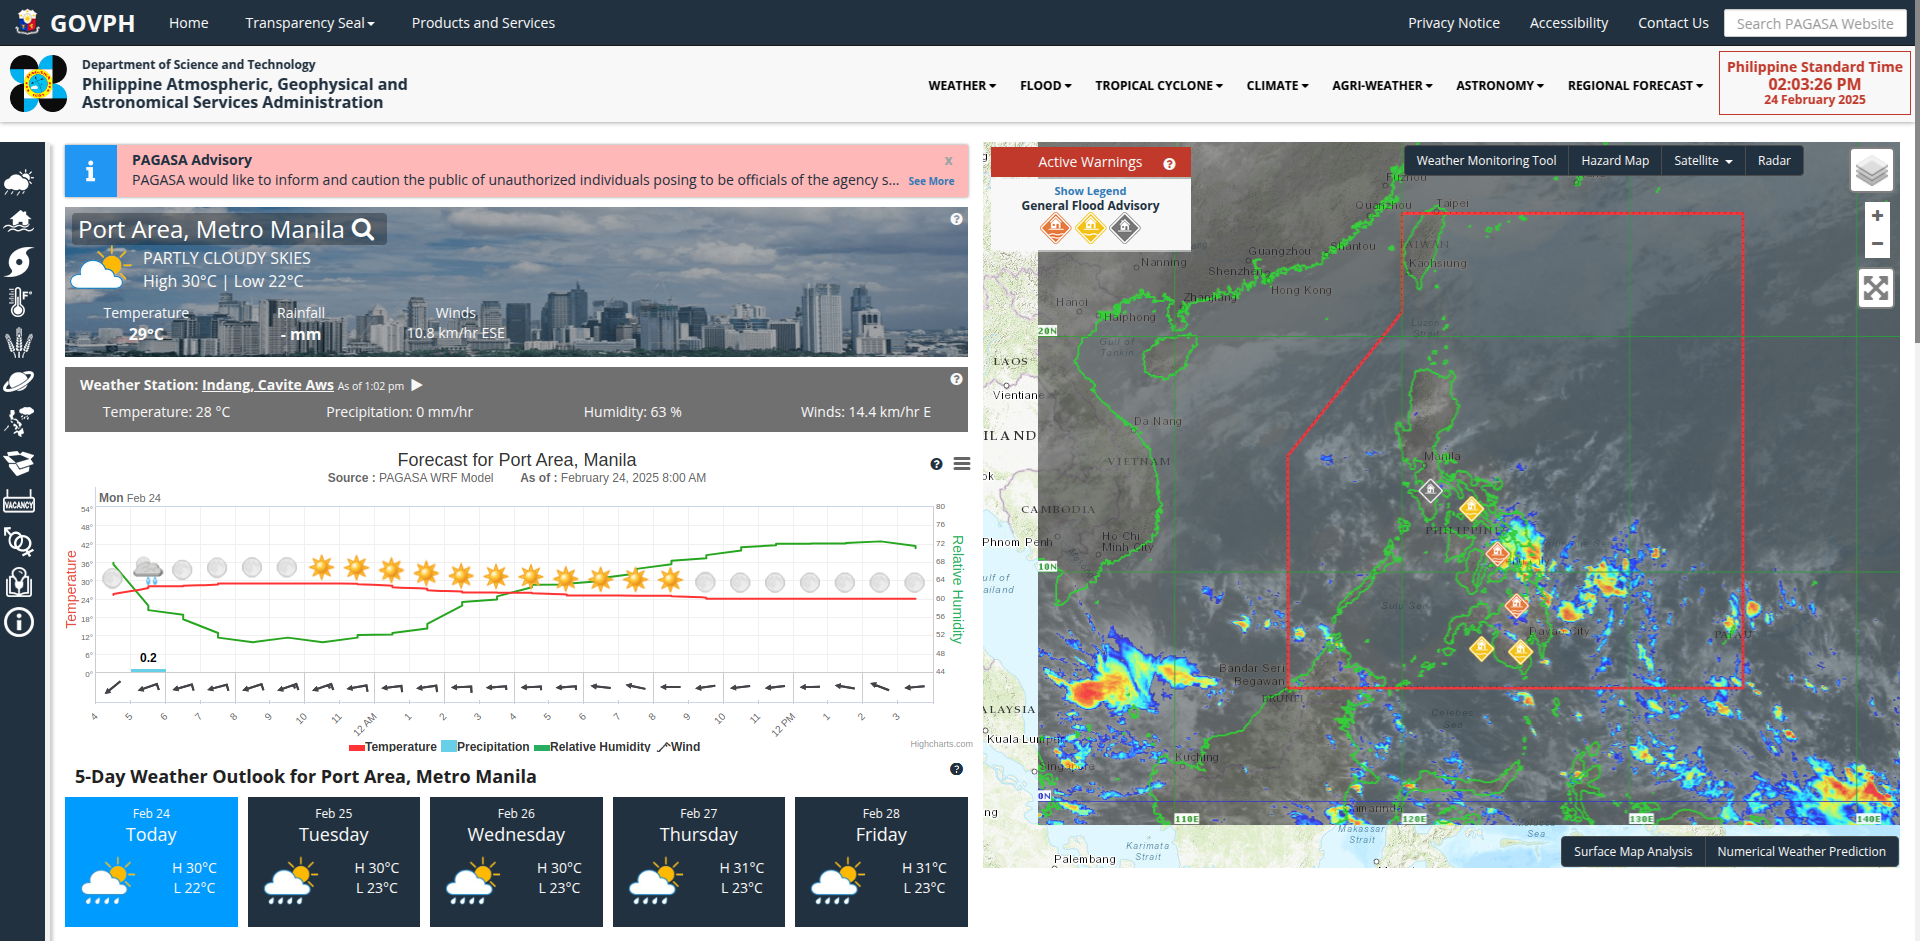 GOVPH
Home
Transparency Seal
Products and Services
Privacy Notice
Accessibility
Contact Us
Search PAGASA Website
Department of Science and Technology
Philippine Atmospheric, Geophysical and
Astronomical Services Administration
WEATHER
FLOOD
TROPICAL CYCLONE
CLIMATE
AGRI-WEATHER
ASTRONOMY
REGIONAL FORECAST
Philippine Standard Time
02:03:26 PM
24 February 2025
PAGASA Advisory
x
PAGASA would like to inform and caution the public of unauthorized individuals posing to be officials of the agency s... See More
Port Area, Metro Manila
PARTLY CLOUDY SKIES
High 30°C | Low 22°C
Temperature
Rainfall
Winds
29°C
- mm
10.8 km/hr ESE
Weather Station: Indang, Cavite Aws As of 1:02 pm
Temperature: 28 °C
Precipitation: 0 mm/hr
Humidity: 63 %
Winds: 14.4 km/hr E
Forecast for Port Area, Manila
Source : PAGASA WRF Model As of : February 24, 2025 8:00 AM
Mon Feb 24
54°
48°
42°
36°
30°
24°
18°
12°
6°
0°
Temperature
80
76
72
68
64
60
56
52
48
44
Relative Humidity
0.2
4
5
6
7
8
9
10
11
12 AM
1
2
3
4
5
6
7
8
9
10
11
12 PM
1
2
3
Temperature
Precipitation
Relative Humidity
Wind
Highcharts.com
5-Day Weather Outlook for Port Area, Metro Manila
Feb 24
Today
H 30°C
L 22°C
Feb 25
Tuesday
H 30°C
L 23°C
Feb 26
Wednesday
H 30°C
L 23°C
Feb 27
Thursday
H 31°C
L 23°C
Feb 28
Friday
H 31°C
L 23°C
VACANCY
Active Warnings
Show Legend
General Flood Advisory
Weather Monitoring Tool
Hazard Map
Satellite
Radar
+
−
Fuzhou
Quanzhou
Taipei
TAIWAN
Kaohsiung
Shantou
Guangzhou
Shenzhen
Hong Kong
Nanning
Zhanjiang
Hanoi
Haiphong
20N
Gulf of
Tonkin
Luzon
Strait
LAOS
Vientiane
Da Nang
ILAND
VIETNAM
Manila
CAMBODIA
PHILIPPINES
Ho Chi
Minh City
Phnom Penh
10N
ulf of
ailand
Sulu Sea
Davao City
PALAU
Bandar Seri
Begawan
BRUNEI
ALAYSIA
Celebes
Sea
Kuala Lumpur
Kuching
Singapore
0N
110E
120E
130E
140E
Samarinda
Makassar
Strait
Karimata
Strait
Palembang
Sea
Surface Map Analysis
Numerical Weather Prediction